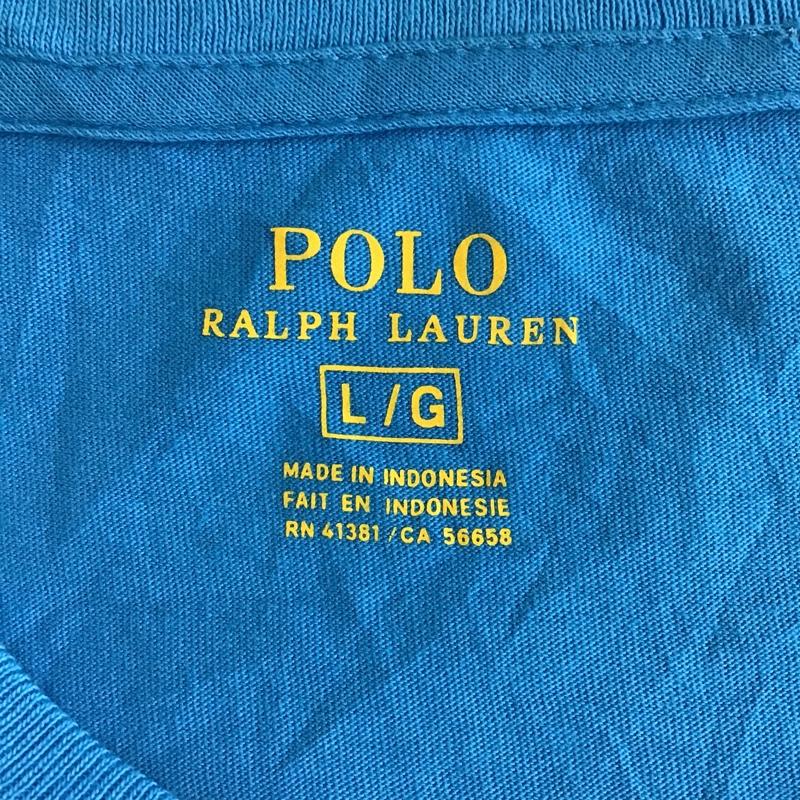 POLO
RALPH LAUREN
L/G
MADE IN INDONESIA
FAIT EN INDONESIE
RN 41381/CA 56658